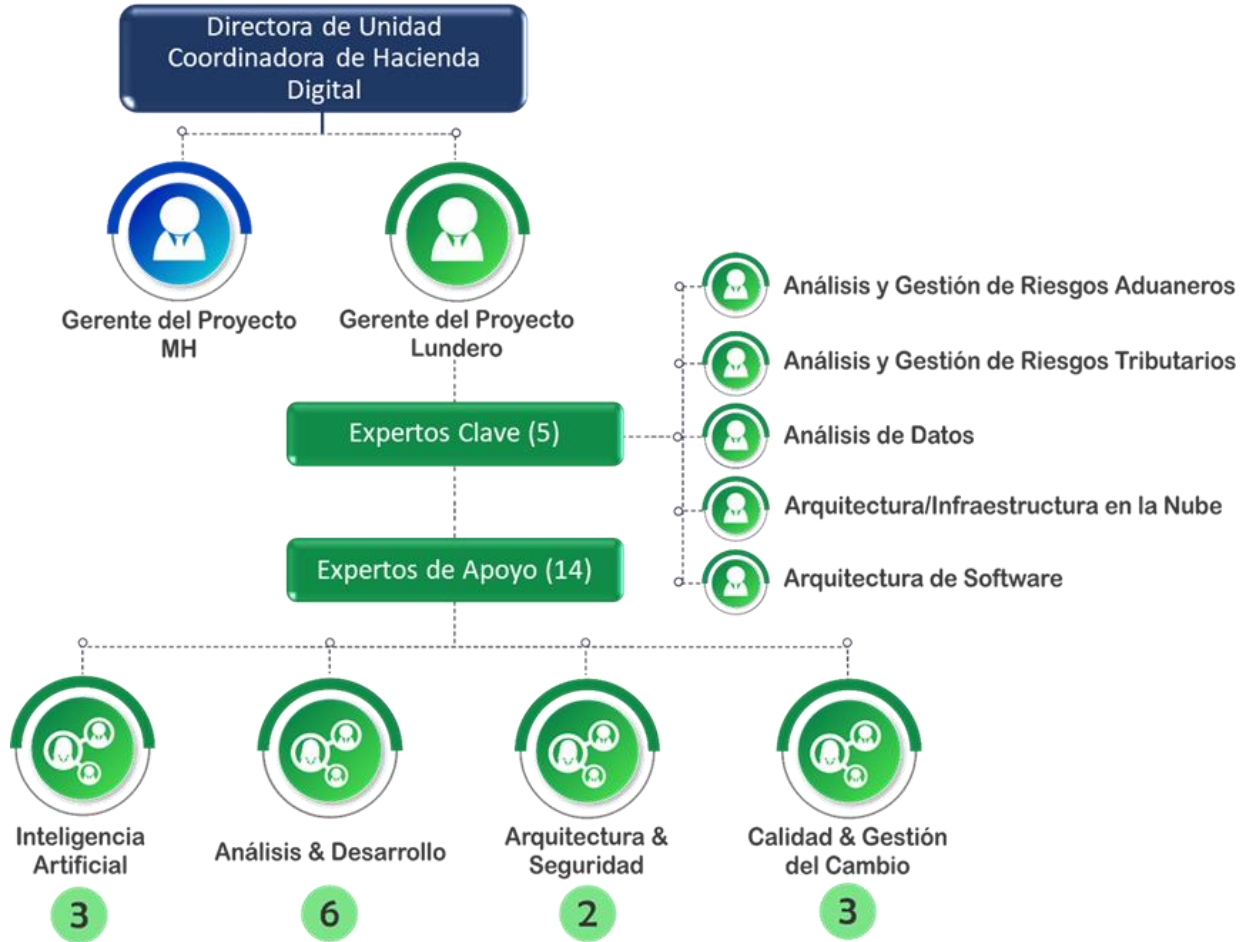 Directora de Unidad
Coordinadora de Hacienda
Digital
Gerente del Proyecto
MH
Gerente del Proyecto
Lundero
Análisis y Gestión de Riesgos Aduaneros
Análisis y Gestión de Riesgos Tributarios
Expertos Clave (5)
Análisis de Datos
Arquitectura/Infraestructura en la Nube
Expertos de Apoyo (14)
Arquitectura de Software
Inteligencia
Artificial
3
Análisis & Desarrollo
6
Arquitectura &
Seguridad
2
Calidad & Gestión
del Cambio
3